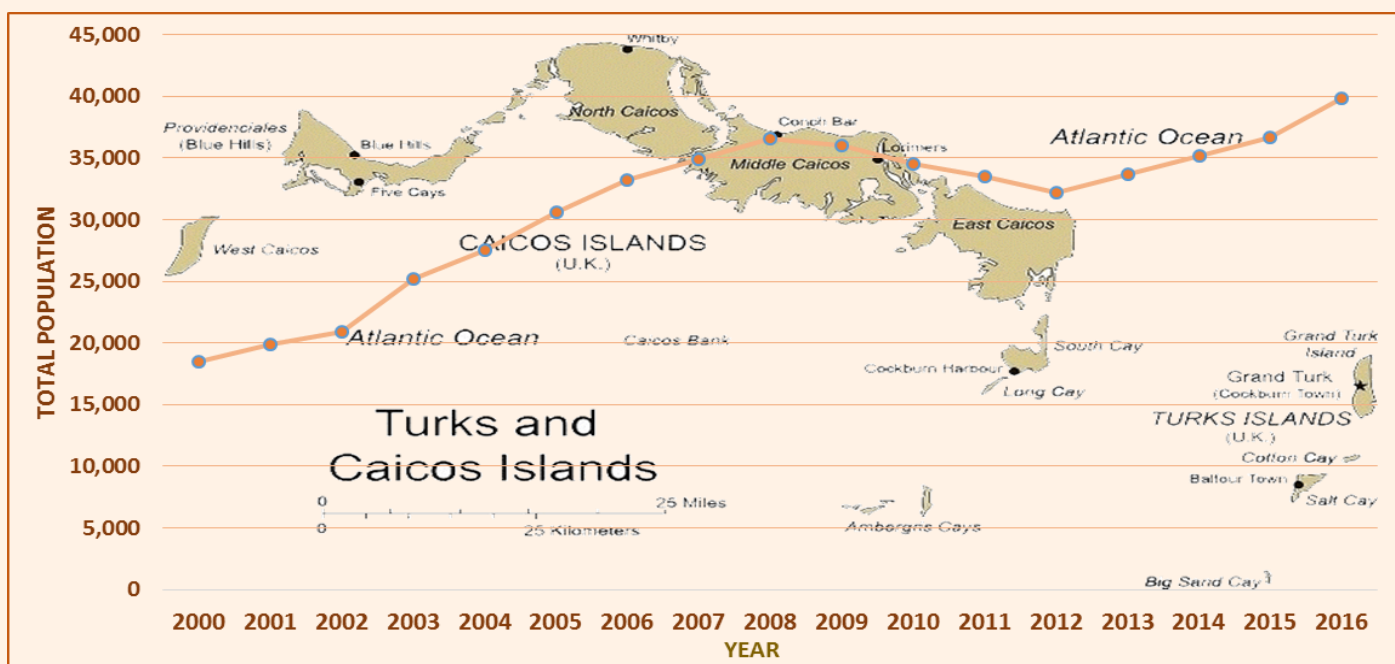 45,000
40,000
35,000
30,000
25,000
20,000
15,000
10,000
5,000
0
TOTAL POPULATION
2000 2001 2002 2003 2004 2005 2006 2007 2008 2009 2010 2011 2012 2013 2014 2015 2016
YEAR
Whitby
North Caicos
Providenciales
(Blue Hills)
Blue Hills
Five Cays
Conch Bar
Lorimers
Middle Caicos
Atlantic Ocean
East Caicos
West Caicos
CAICOS ISLANDS
(U.K.)
Atlantic Ocean
Caicos Bank
South Cay
Cockburn Harbour
Long Cay
Grand Turk
Island
Grand Turk
(Cockburn Town)
TURKS ISLANDS
(U.K.)
Cotton Cay
Balfour Town
Salt Cay
Turks and
Caicos Islands
0 25 Miles
0 25 Kilometers
Ambergris Cays
Big Sand Cay